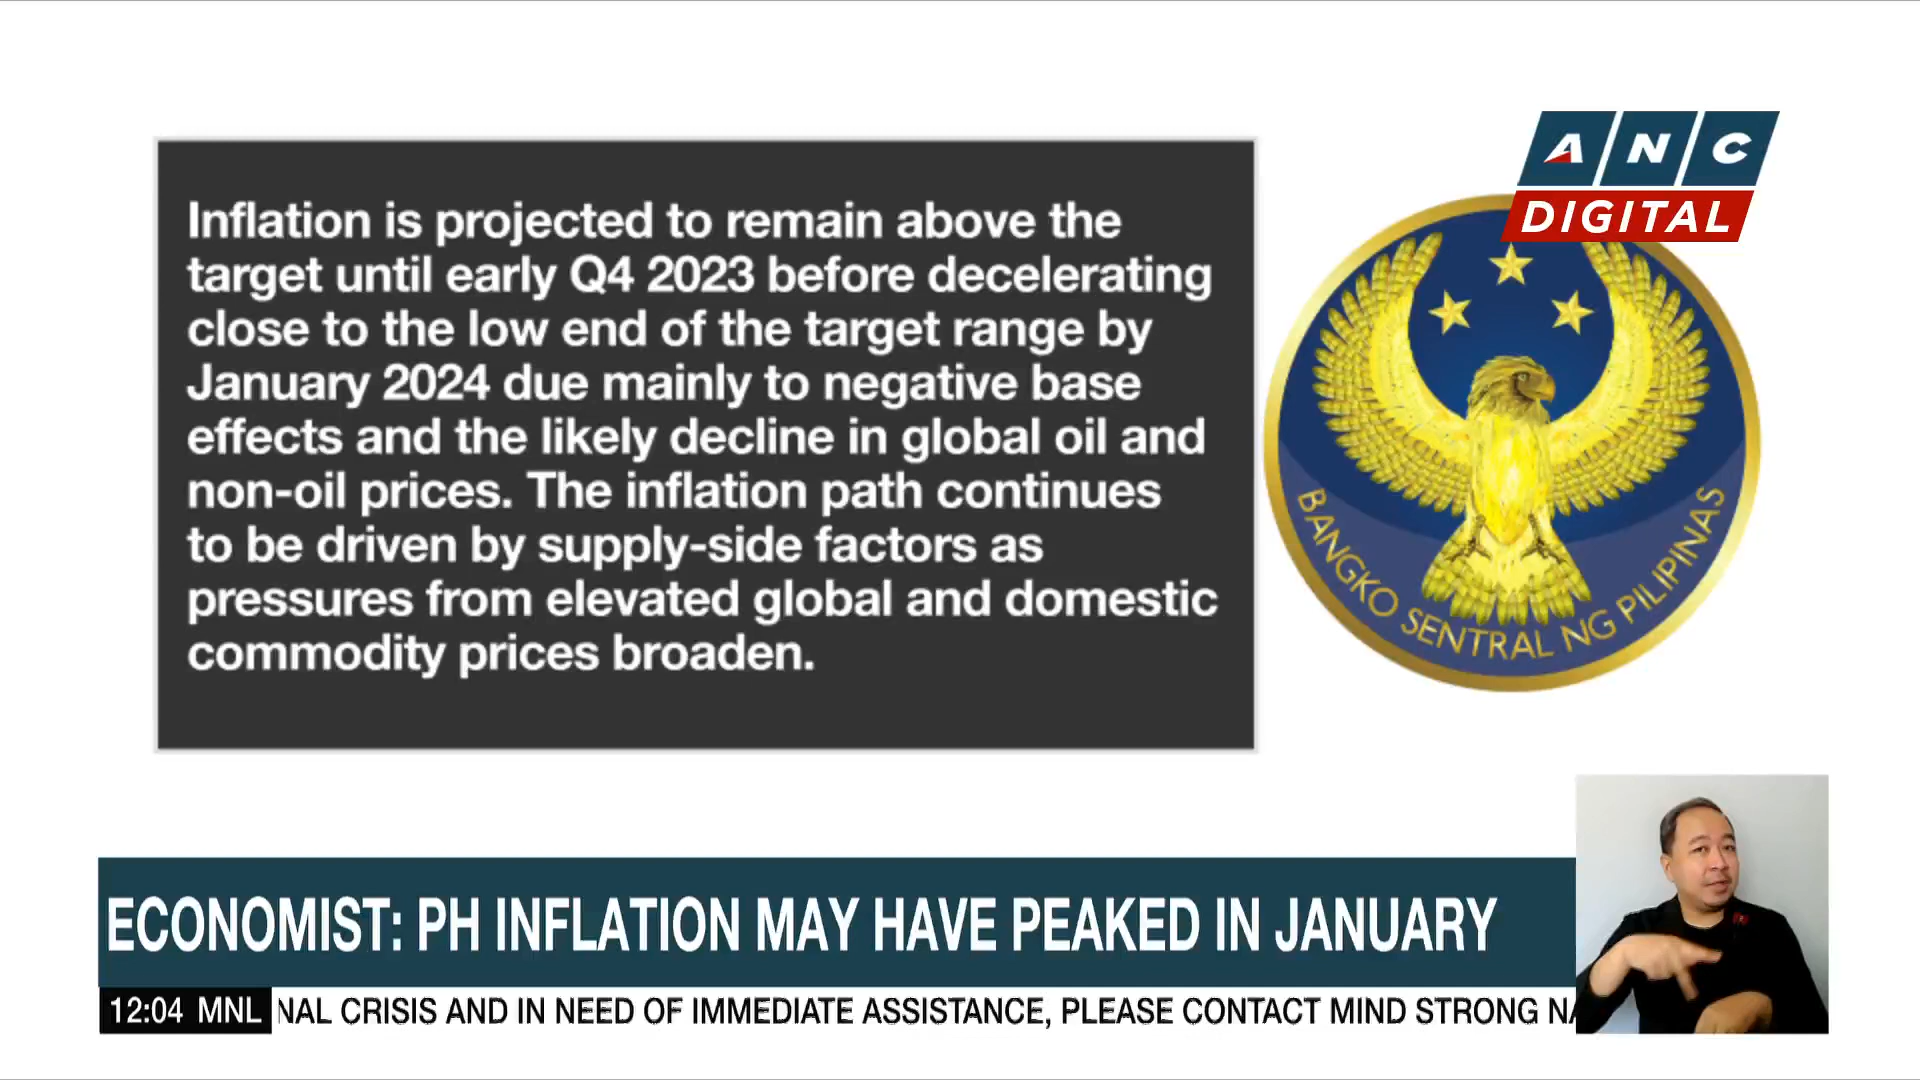 ANC
DIGITAL
Inflation is projected to remain above the
target until early Q4 2023 before decelerating
close to the low end of the target range by
January 2024 due mainly to negative base
effects and the likely decline in global oil and
non-oil prices. The inflation path continues
to be driven by supply-side factors as
pressures from elevated global and domestic
commodity prices broaden.
BANGKO SENTRAL NG PILIPINAS
ECONOMIST: PH INFLATION MAY HAVE PEAKED IN JANUARY
12:04 MNL NAL CRISIS AND IN NEED OF IMMEDIATE ASSISTANCE, PLEASE CONTACT MIND STRONG